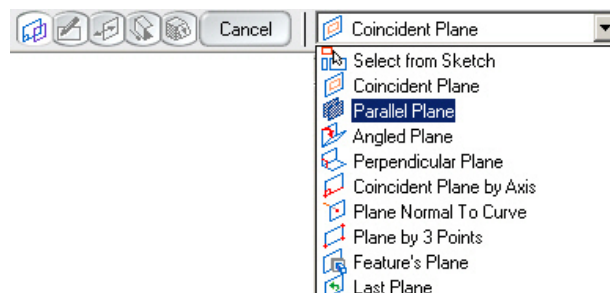 Cancel
Coincident Plane
Select from Sketch
Coincident Plane
Parallel Plane
Angled Plane
Perpendicular Plane
Coincident Plane by Axis
Plane Normal To Curve
Plane by 3 Points
Feature's Plane
Last Plane